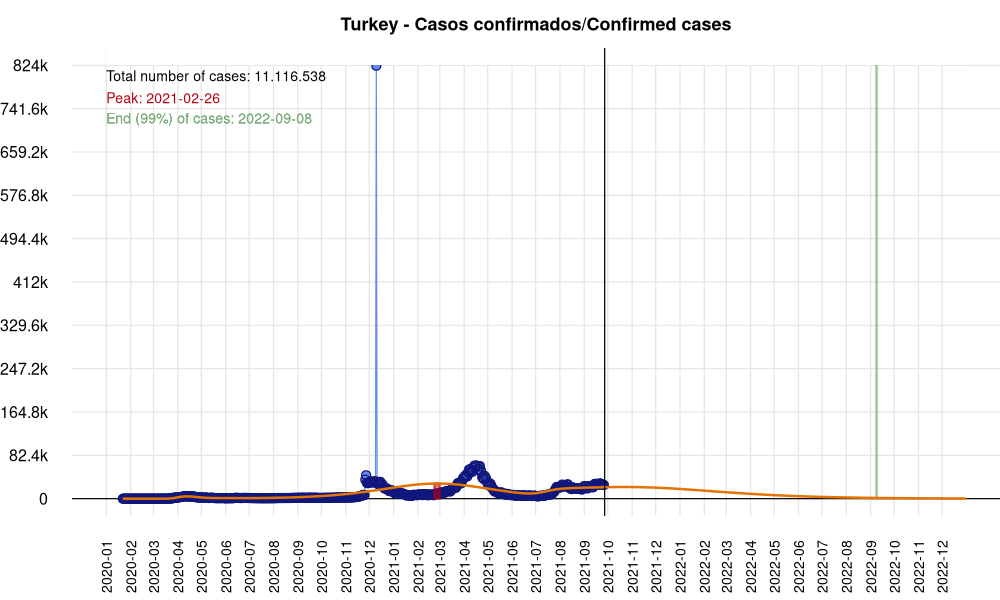 Turkey - Casos confirmados/Confirmed cases
824k
741.6k
659.2k
576.8k
494.4k
412k
329.6k
247.2k
164.8k
82.4k
0
Total number of cases: 11.116.538
Peak: 2021-02-26
End (99%) of cases: 2022-09-08
2020-01
2020-02
2020-03
2020-04
2020-05
2020-06
2020-07
2020-08
2020-09
2020-10
2020-11
2020-12
2021-01
2021-02
2021-03
2021-04
2021-05
2021-06
2021-07
2021-08
2021-09
2021-10
2021-11
2021-12
2022-01
2022-02
2022-03
2022-04
2022-05
2022-06
2022-07
2022-08
2022-09
2022-10
2022-11
2022-12